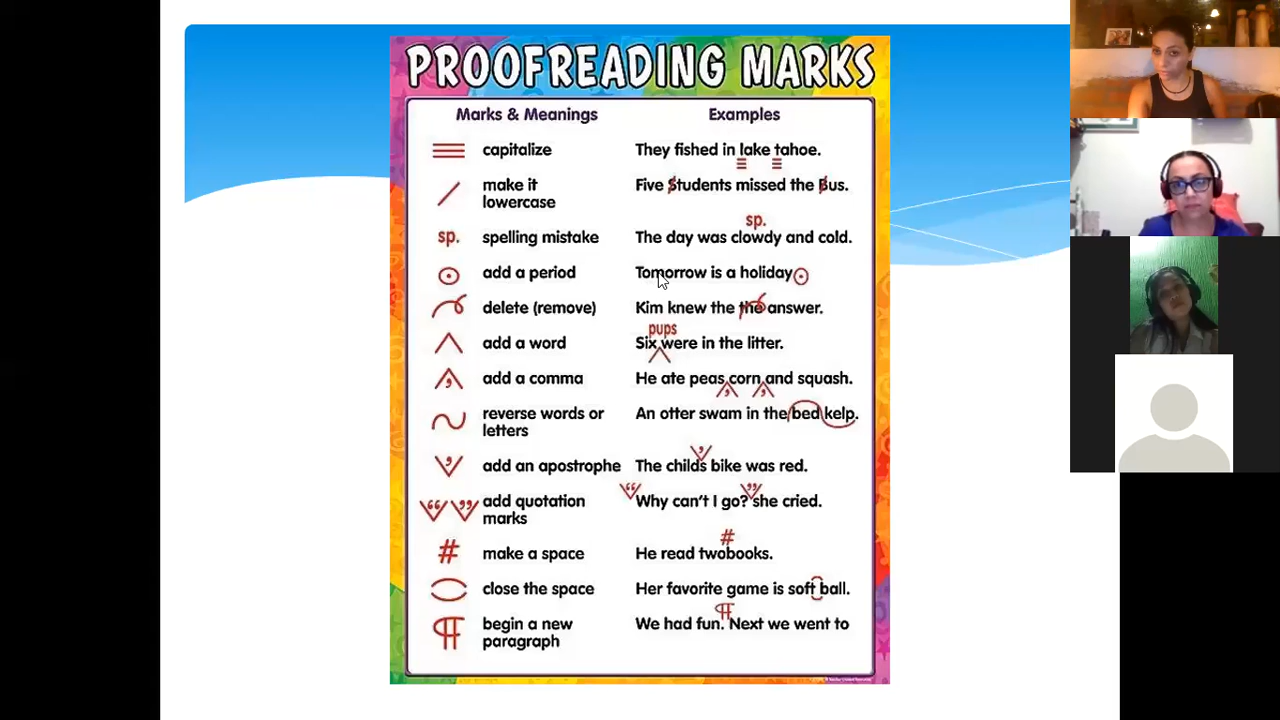 PROOFREADING MARKS
Marks & Meanings Examples
capitalize They fished in lake tahoe.
make it lowercase Five Students missed the Bus.
sp. spelling mistake The day was clowdy and cold.
sp.
add a period Tomorrow is a holiday
delete (remove) Kim knew the the answer.
pups
add a word Six were in the litter.
add a comma He ate peas corn and squash.
reverse words or letters An otter swam in the bed kelp.
add an apostrophe The childs bike was red.
add quotation marks Why can't I go? she cried.
#
# make a space He read twobooks.
close the space Her favorite game is soft ball.
¶
¶ begin a new paragraph We had fun. Next we went to